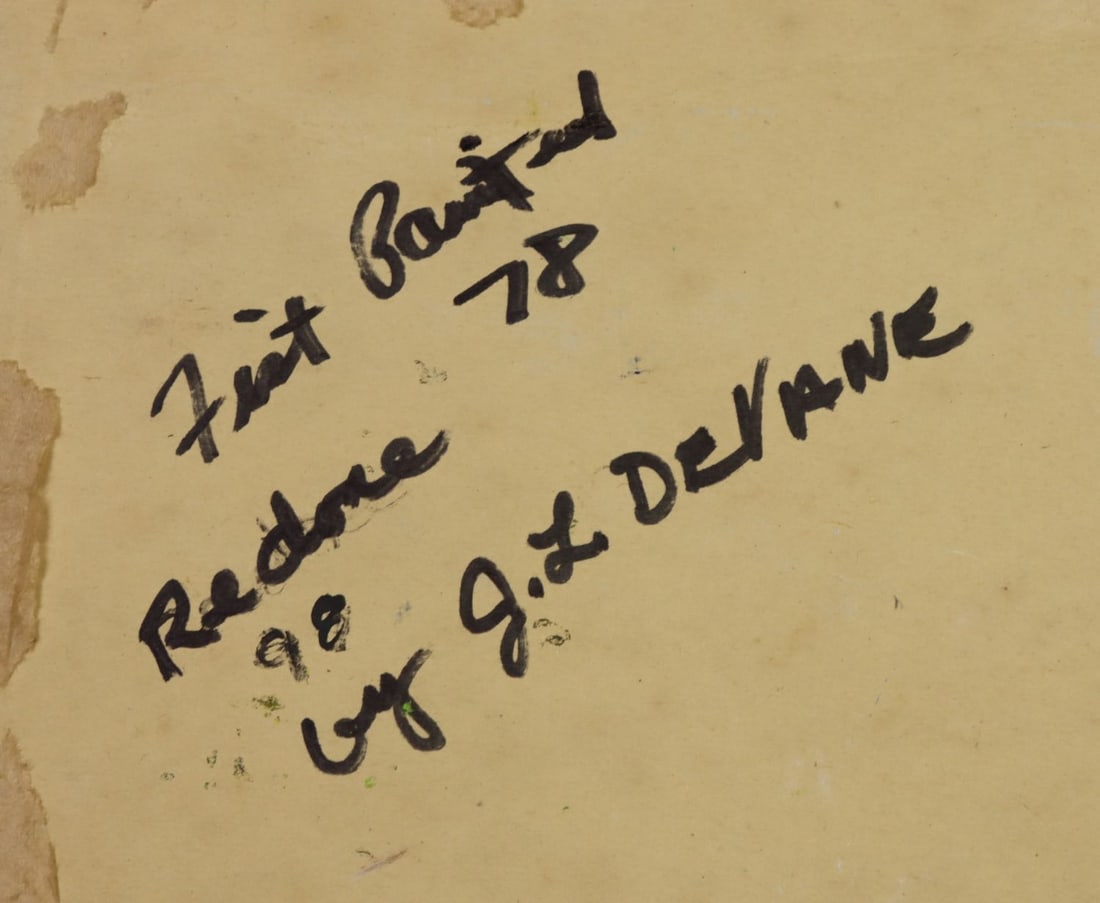 First Painted
78
Redone
98
by J.L DEVANE